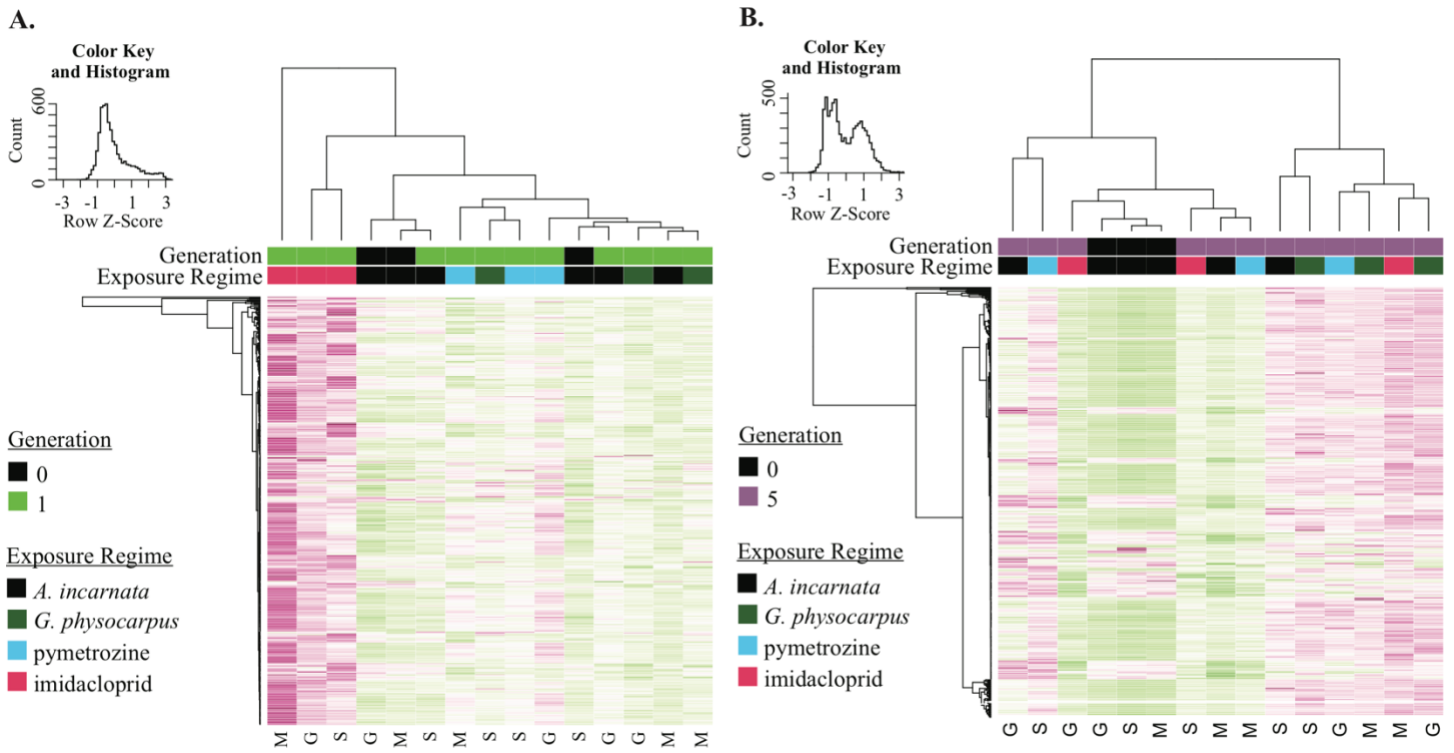 A.
Color Key
and Histogram
600
0
Count
-3 -1 1 3
Row Z-Score
Generation
Exposure Regime
Generation
0
1
Exposure Regime
A. incarnata
G. physocarpus
pymetrozine
imidacloprid
M G S G M S M S S G S G G M M
B.
Color Key
and Histogram
500
0
Count
-3 -1 1 3
Row Z-Score
Generation
Exposure Regime
Generation
0
5
Exposure Regime
A. incarnata
G. physocarpus
pymetrozine
imidacloprid
G S G G S M S M M S S G M M G